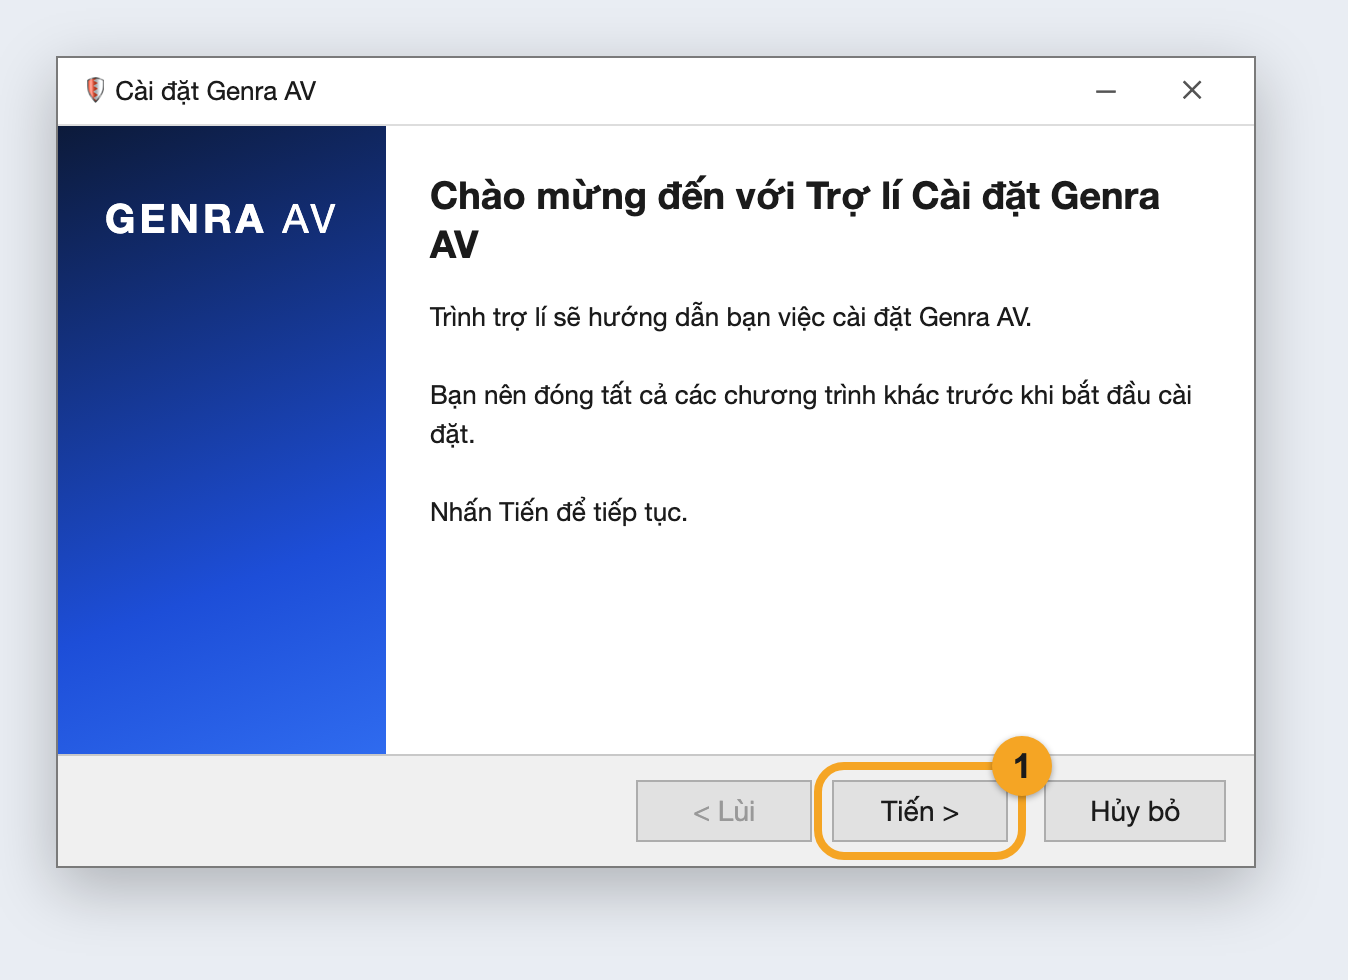 Cài đặt Genra AV
GENRA AV
Chào mừng đến với Trợ lí Cài đặt Genra
AV
Trình trợ lí sẽ hướng dẫn bạn việc cài đặt Genra AV.
Bạn nên đóng tất cả các chương trình khác trước khi bắt đầu cài
đặt.
Nhấn Tiến để tiếp tục.
1
< Lùi
Tiến >
Hủy bỏ